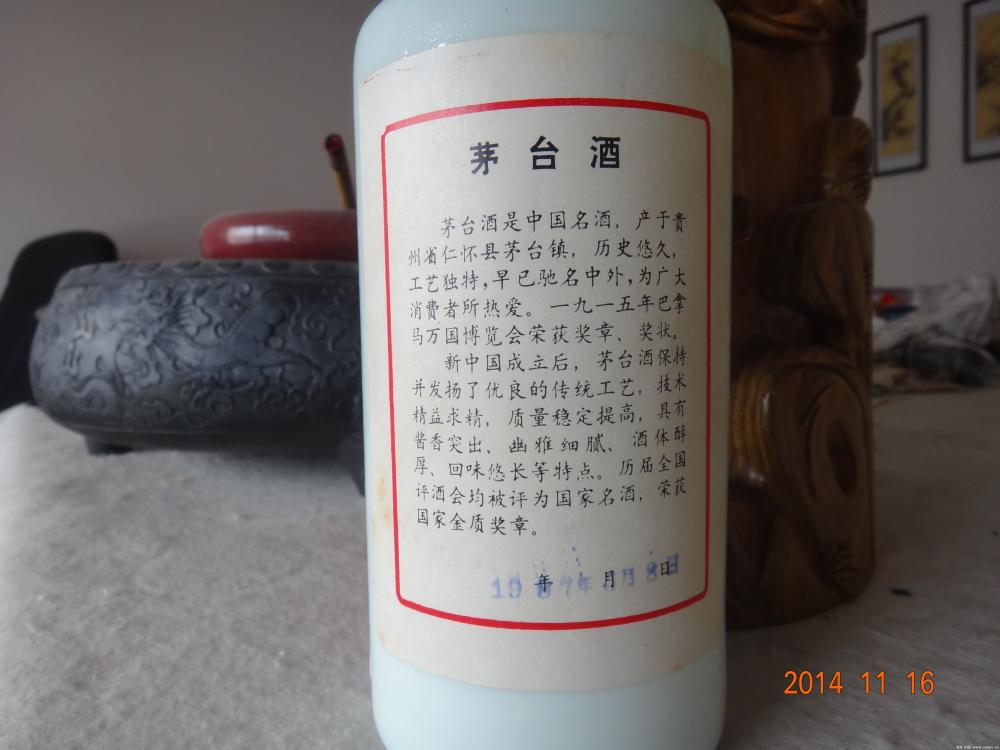 茅台酒
茅台酒是中国名酒，产于贵
州省仁怀县茅台镇，历史悠久，
工艺独特，早已驰名中外，为广大
消费者所热爱。一九一五年巴拿
马万国博览会荣获奖章、奖状。
新中国成立后，茅台酒保持
并发扬了优良的传统工艺，技术
精益求精，质量稳定提高，具有
酱香突出、幽雅细腻、酒体醇
厚、回味悠长等特点。历届全国
评酒会均被评为国家名酒，荣获
国家金质奖章。
年 月 日
2014 11 16